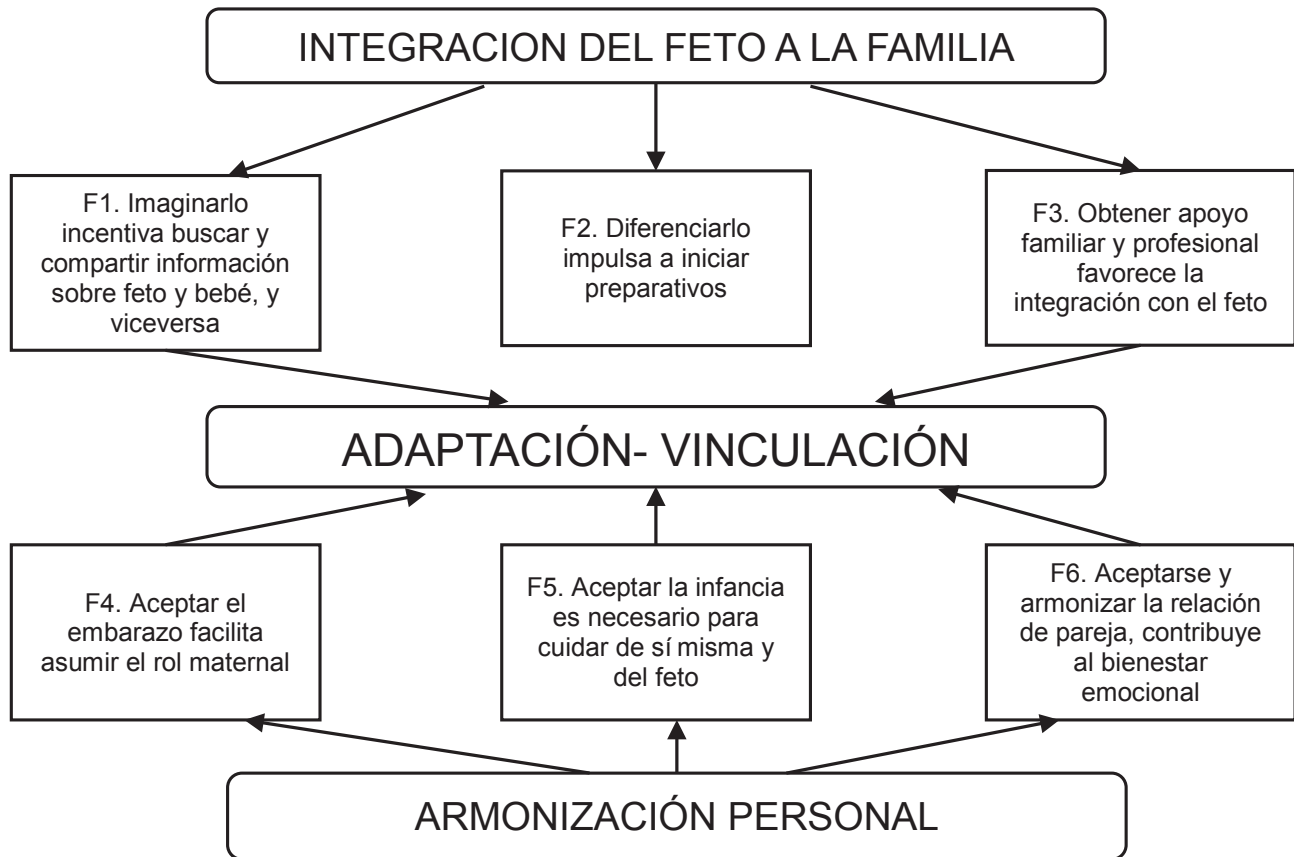 INTEGRACION DEL FETO A LA FAMILIA
F1. Imaginarlo
incentiva buscar y
compartir información
sobre feto y bebé, y
viceversa
F2. Diferenciarlo
impulsa a iniciar
preparativos
F3. Obtener apoyo
familiar y profesional
favorece la
integración con el feto
ADAPTACIÓN- VINCULACIÓN
F4. Aceptar el
embarazo facilita
asumir el rol maternal
F5. Aceptar la infancia
es necesario para
cuidar de sí misma y
del feto
F6. Aceptarse y
armonizar la relación
de pareja, contribuye
al bienestar
emocional
ARMONIZACIÓN PERSONAL